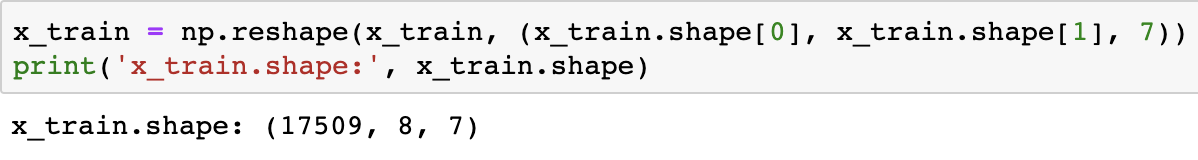 x_train = np.reshape(x_train, (x_train.shape[0], x_train.shape[1], 7))
print('x_train.shape:', x_train.shape)
x_train.shape: (17509, 8, 7)